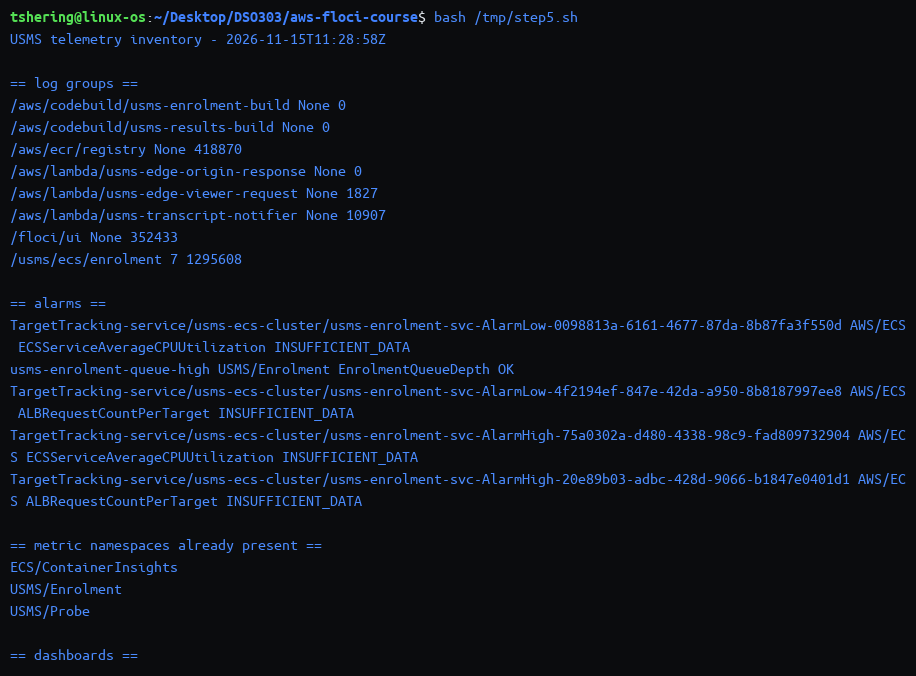 tshering@linux-os:~/Desktop/DSO303/aws-floci-course$ bash /tmp/step5.sh
USMS telemetry inventory - 2026-11-15T11:28:58Z
== log groups ==
/aws/codebuild/usms-enrolment-build None 0
/aws/codebuild/usms-results-build None 0
/aws/ecr/registry None 418870
/aws/lambda/usms-edge-origin-response None 0
/aws/lambda/usms-edge-viewer-request None 1827
/aws/lambda/usms-transcript-notifier None 10907
/floci/ui None 352433
/usms/ecs/enrolment 7 1295608
== alarms ==
TargetTracking-service/usms-ecs-cluster/usms-enrolment-svc-AlarmLow-0098813a-6161-4677-87da-8b87fa3f550d AWS/ECS
 ECSServiceAverageCPUUtilization INSUFFICIENT_DATA
usms-enrolment-queue-high USMS/Enrolment EnrolmentQueueDepth OK
TargetTracking-service/usms-ecs-cluster/usms-enrolment-svc-AlarmLow-4f2194ef-847e-42da-a950-8b8187997ee8 AWS/ECS
 ALBRequestCountPerTarget INSUFFICIENT_DATA
TargetTracking-service/usms-ecs-cluster/usms-enrolment-svc-AlarmHigh-75a0302a-d480-4338-98c9-fad809732904 AWS/EC
S ECSServiceAverageCPUUtilization INSUFFICIENT_DATA
TargetTracking-service/usms-ecs-cluster/usms-enrolment-svc-AlarmHigh-20e89b03-adbc-428d-9066-b1847e0401d1 AWS/EC
S ALBRequestCountPerTarget INSUFFICIENT_DATA
== metric namespaces already present ==
ECS/ContainerInsights
USMS/Enrolment
USMS/Probe
== dashboards ==